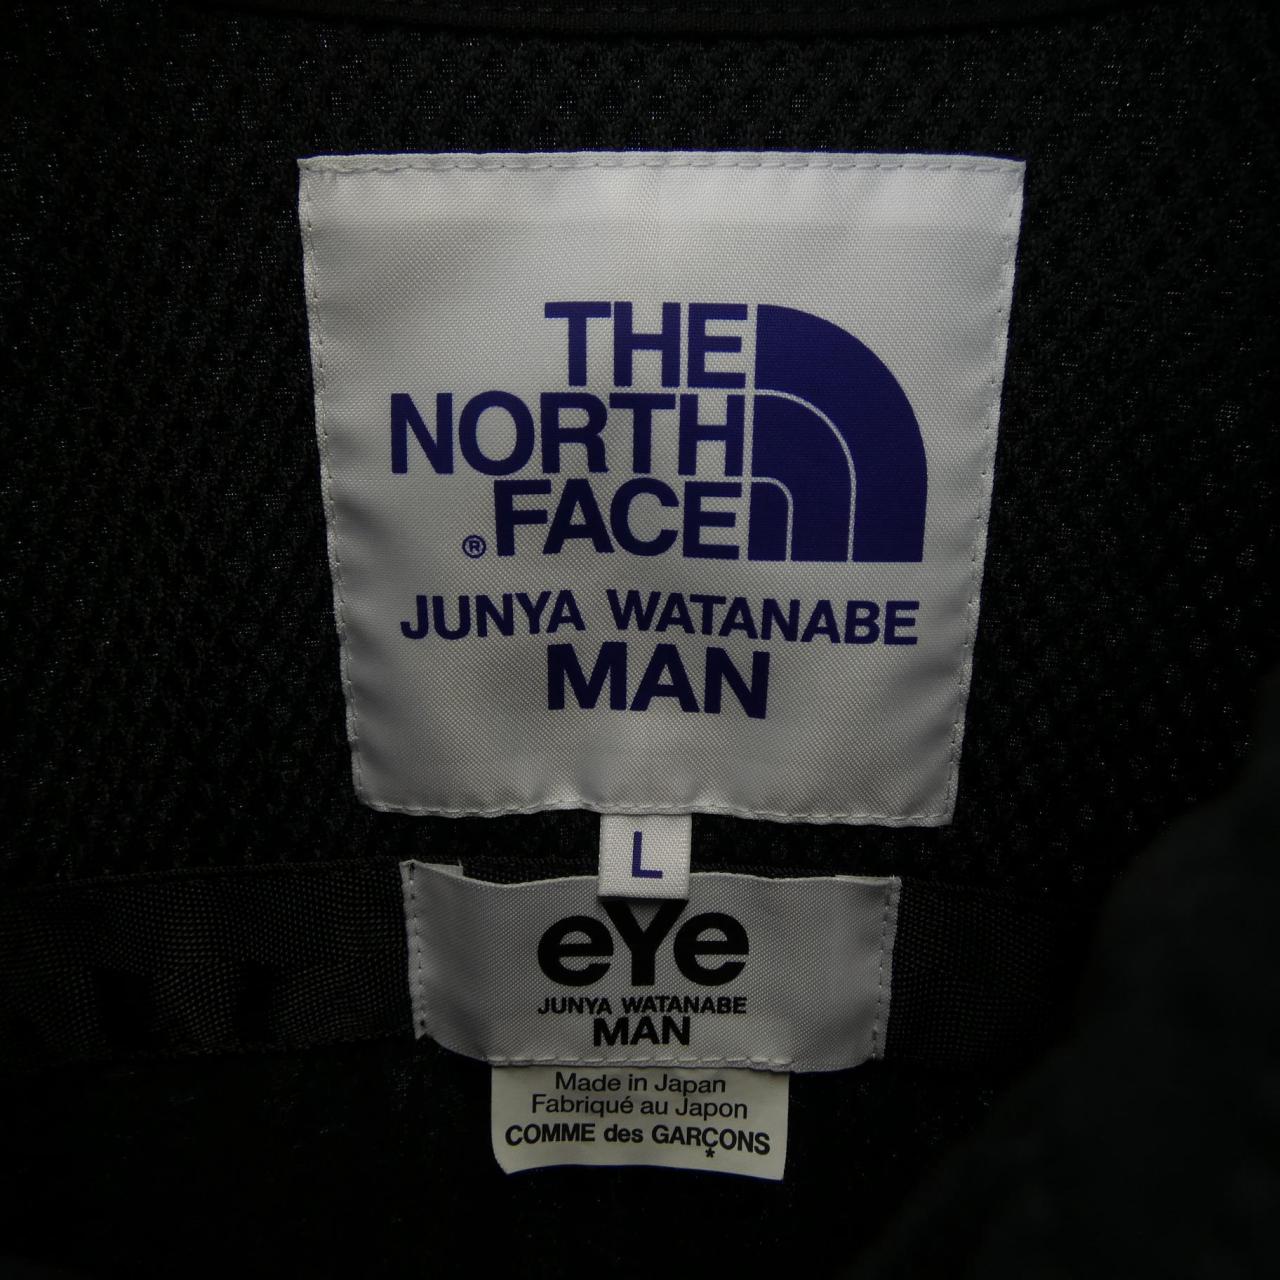 THE
NORTH
® FACE
JUNYA WATANABE
MAN
L
eYe
JUNYA WATANABE
MAN
Made in Japan
Fabriqué au Japon
COMME des GARÇONS
*